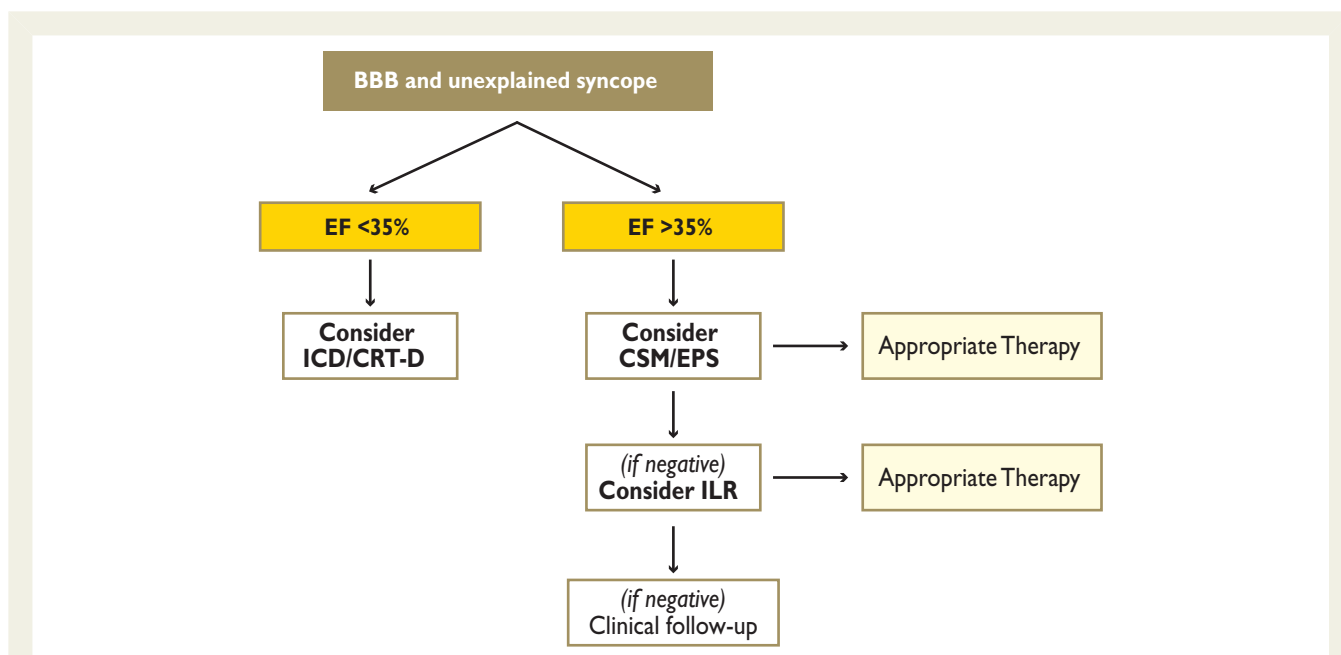 BBB and unexplained syncope
EF <35%
EF >35%
Consider
ICD/CRT-D
Consider
CSM/EPS
Appropriate Therapy
(if negative)
Consider ILR
Appropriate Therapy
(if negative)
Clinical follow-up